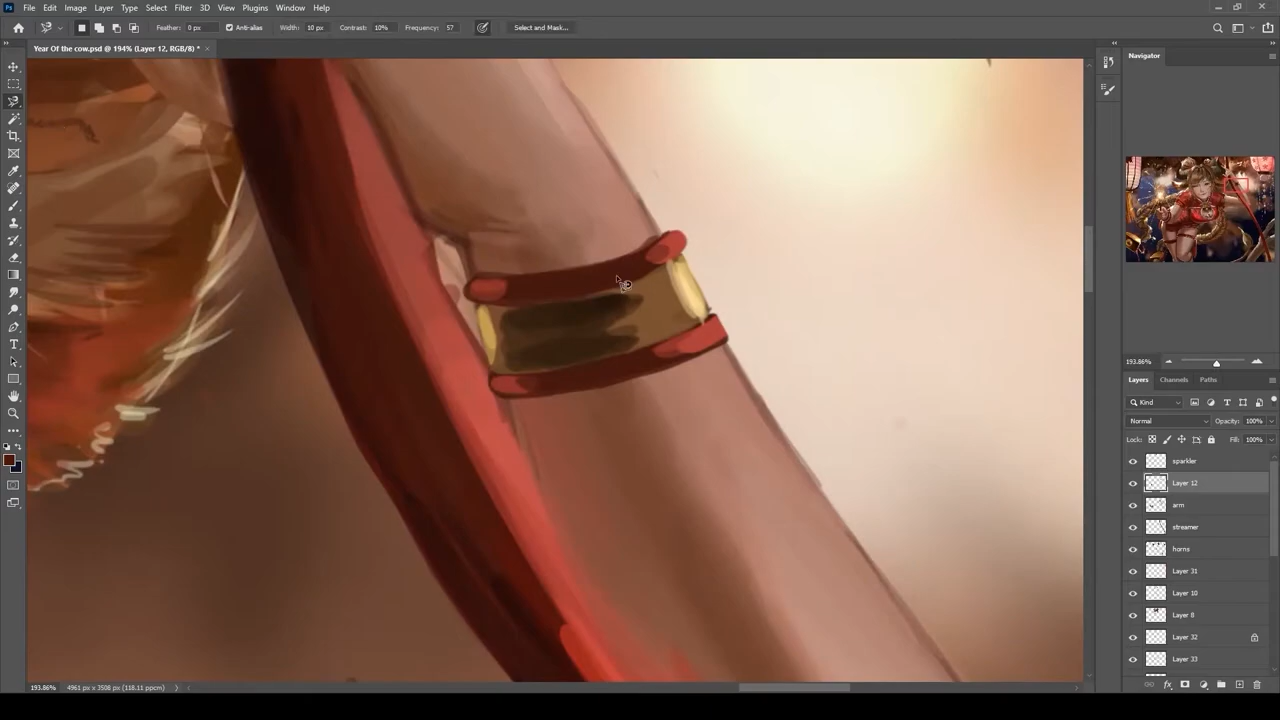 File Edit Image Layer Type Select Filter 3D View Plugins Window Help
Feather: 0 px Anti-alias Width: 10 px Contrast: 10% Frequency: 57 Select and Mask...
Year Of the cow.psd @ 194% (Layer 12, RGB/8) *
Navigator
193.86%
Layers Channels Paths
Kind
Normal Opacity: 100%
Lock: Fill: 100%
sparkler
Layer 12
arm
streamer
horns
Layer 31
Layer 10
Layer 8
Layer 32
Layer 33
193.86% 4961 px x 3508 px (118.11 ppcm)